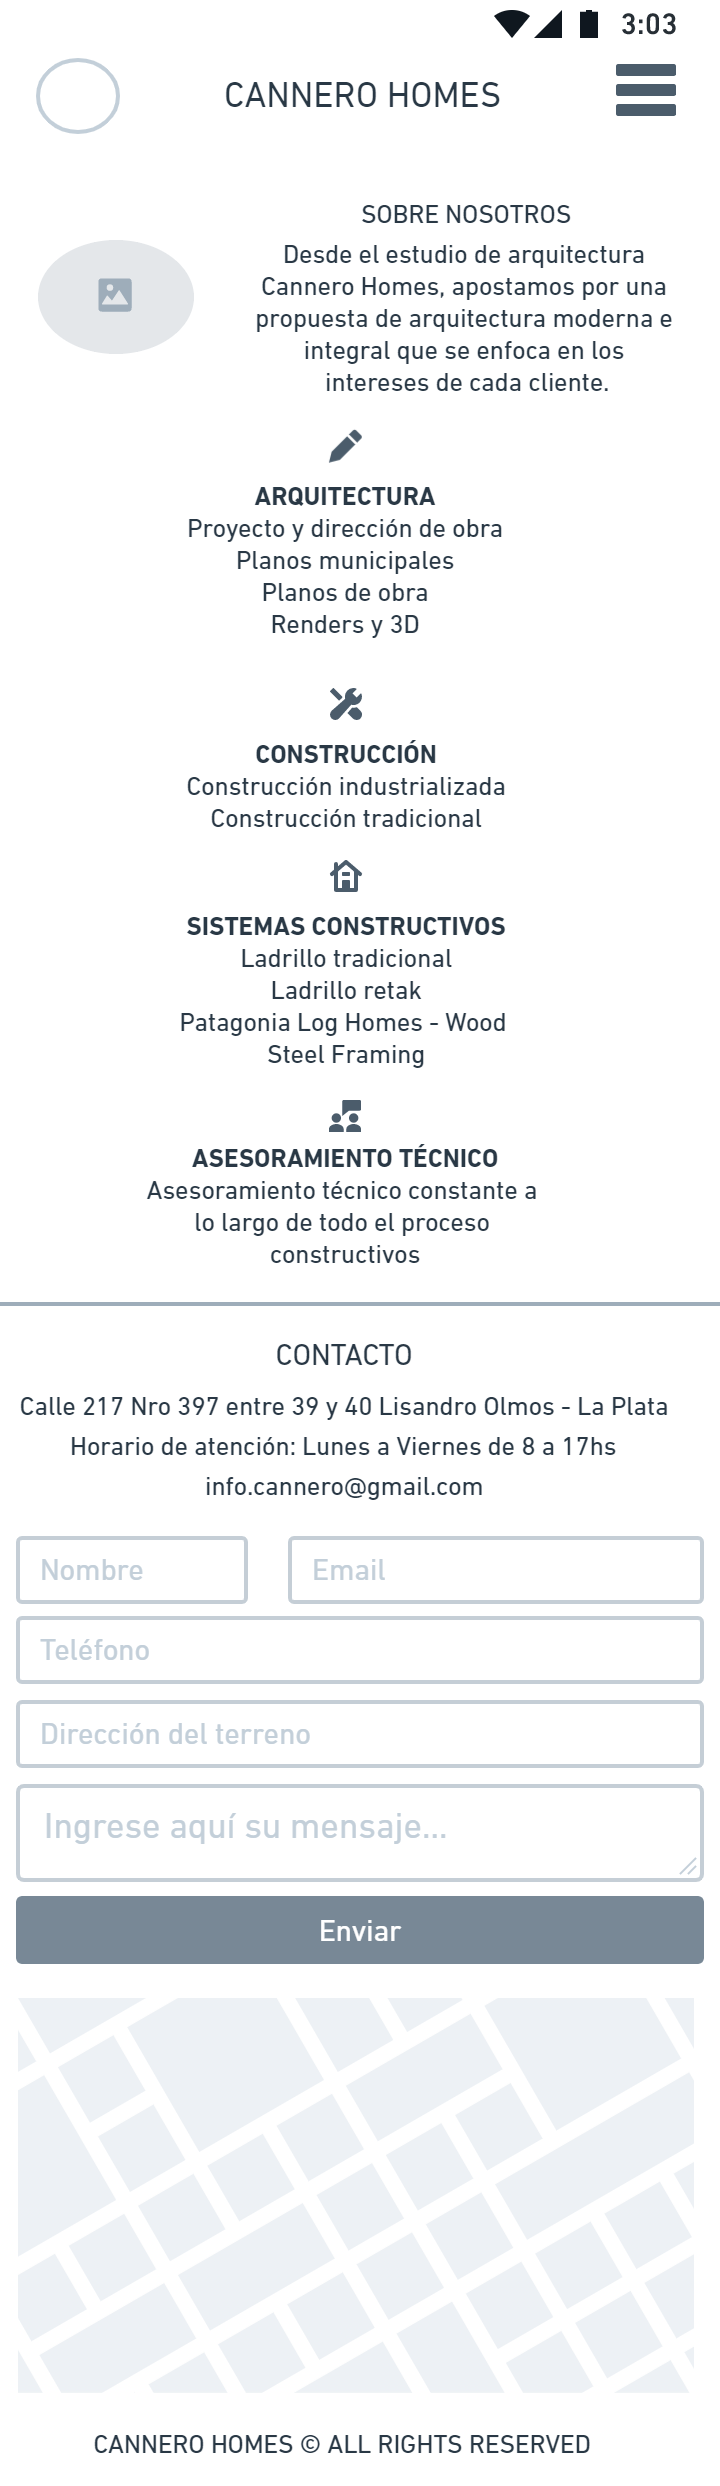 3:03
CANNERO HOMES
SOBRE NOSOTROS
Desde el estudio de arquitectura
Cannero Homes, apostamos por una
propuesta de arquitectura moderna e
integral que se enfoca en los
intereses de cada cliente.
ARQUITECTURA
Proyecto y dirección de obra
Planos municipales
Planos de obra
Renders y 3D
CONSTRUCCIÓN
Construcción industrializada
Construcción tradicional
SISTEMAS CONSTRUCTIVOS
Ladrillo tradicional
Ladrillo retak
Patagonia Log Homes - Wood
Steel Framing
ASESORAMIENTO TÉCNICO
Asesoramiento técnico constante a
lo largo de todo el proceso
constructivos
CONTACTO
Calle 217 Nro 397 entre 39 y 40 Lisandro Olmos - La Plata
Horario de atención: Lunes a Viernes de 8 a 17hs
info.cannero@gmail.com
Nombre Email
Teléfono
Dirección del terreno
Ingrese aquí su mensaje...
Enviar
CANNERO HOMES © ALL RIGHTS RESERVED